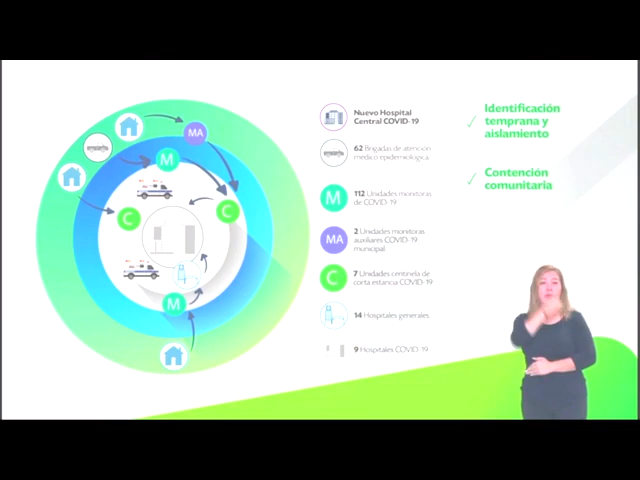 MA
M
C
C
M
Nuevo Hospital
Central COVID-19
62 Brigadas de atención
médico epidemiológica
M
112 Unidades monitoras
de COVID-19
MA
2 Unidades monitoras
auxiliares COVID-19
municipal
C
7 Unidades centinela de
corta estancia COVID-19
14 Hospitales generales
9 Hospitales COVID-19
Identificación
temprana y
aislamiento
Contención
comunitaria